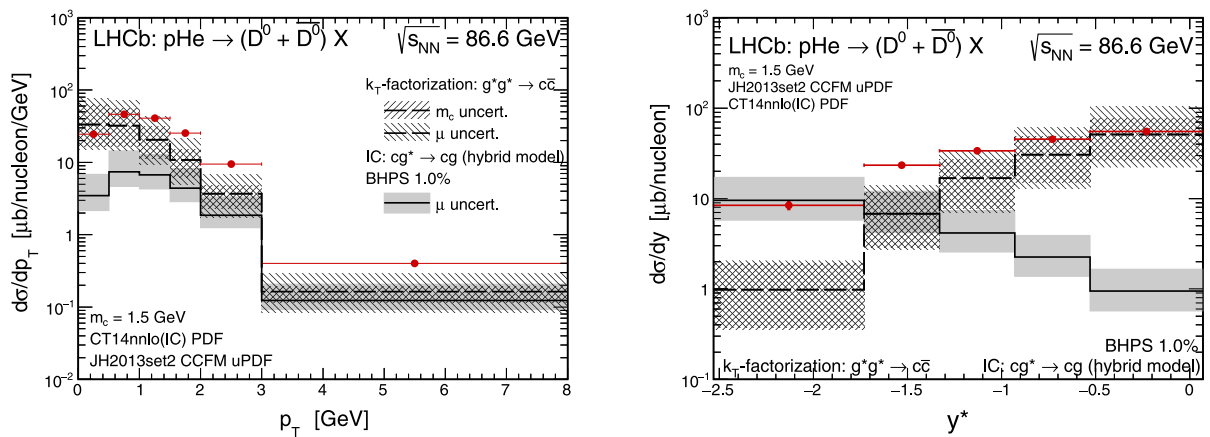 LHCb: pHe → (D⁰ + D̅⁰) X √s_NN = 86.6 GeV
k_T-factorization: g*g* → cc̅
m_c uncert.
μ uncert.
IC: cg* → cg (hybrid model)
BHPS 1.0%
μ uncert.
m_c = 1.5 GeV
CT14nnlo(IC) PDF
JH2013set2 CCFM uPDF
dσ/dp_T [μb/nucleon/GeV]
10³
10²
10
1
10⁻¹
10⁻²
0 1 2 3 4 5 6 7 8
p_T [GeV]
LHCb: pHe → (D⁰ + D̅⁰) X √s_NN = 86.6 GeV
m_c = 1.5 GeV
JH2013set2 CCFM uPDF
CT14nnlo(IC) PDF
BHPS 1.0%
k_T-factorization: g*g* → cc̅ IC: cg* → cg (hybrid model)
dσ/dy [μb/nucleon]
10³
10²
10
1
10⁻¹
−2.5 −2 −1.5 −1 −0.5 0
y*